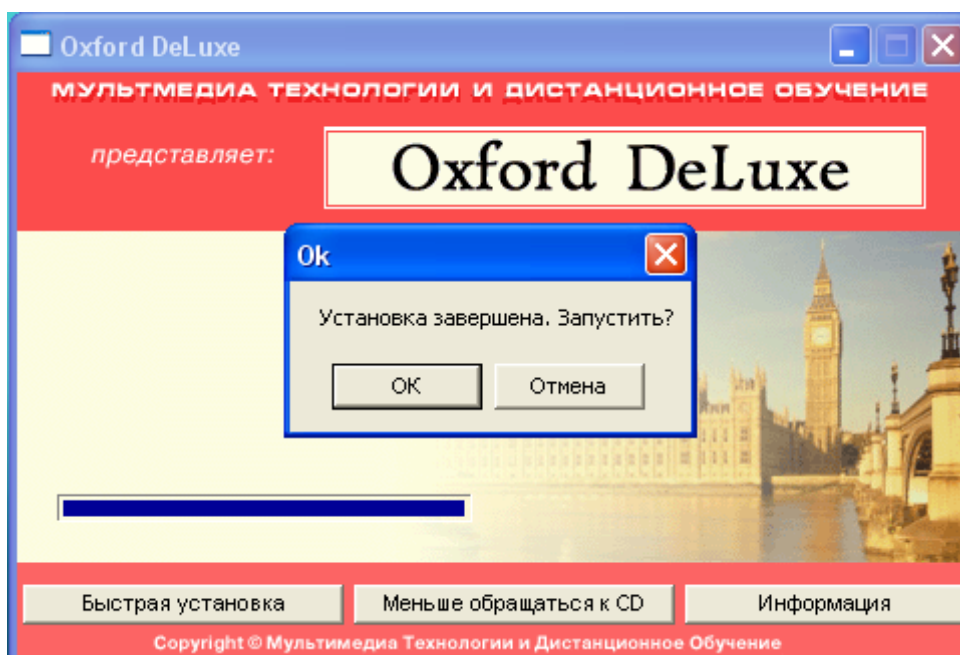 Oxford DeLuxe
МУЛЬТМЕДИА ТЕХНОЛОГИИ И ДИСТАНЦИОННОЕ ОБУЧЕНИЕ
представляет:
Oxford DeLuxe
Ok
Установка завершена. Запустить?
ОК
Отмена
Быстрая установка
Меньше обращаться к CD
Информация
Copyright © Мультимедиа Технологии и Дистанционное Обучение